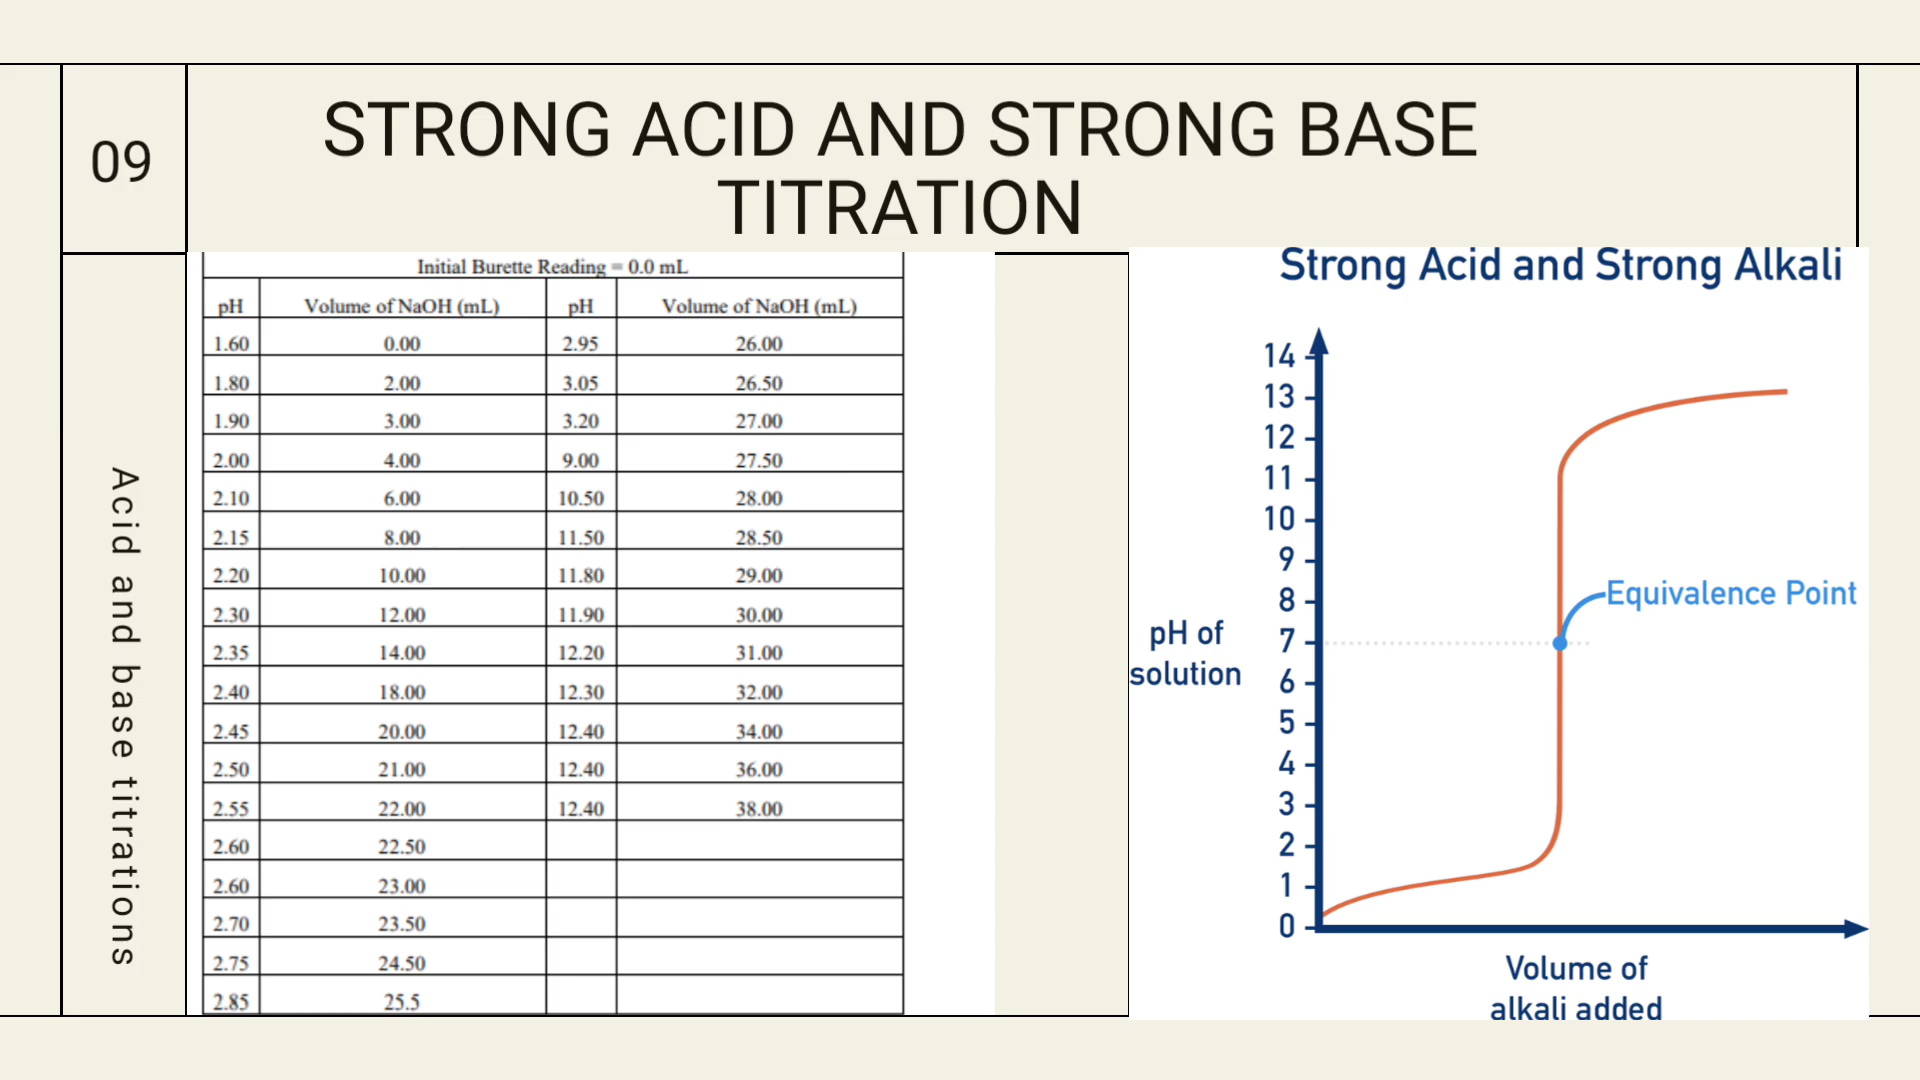 09
STRONG ACID AND STRONG BASE
TITRATION
Acid and base titrations
Initial Burette Reading = 0.0 mL
pH Volume of NaOH (mL) pH Volume of NaOH (mL)
1.60 0.00 2.95 26.00
1.80 2.00 3.05 26.50
1.90 3.00 3.20 27.00
2.00 4.00 9.00 27.50
2.10 6.00 10.50 28.00
2.15 8.00 11.50 28.50
2.20 10.00 11.80 29.00
2.30 12.00 11.90 30.00
2.35 14.00 12.20 31.00
2.40 18.00 12.30 32.00
2.45 20.00 12.40 34.00
2.50 21.00 12.40 36.00
2.55 22.00 12.40 38.00
2.60 22.50
2.60 23.00
2.70 23.50
2.75 24.50
2.85 25.5
Strong Acid and Strong Alkali
14
13
12
11
10
9
8
7
6
5
4
3
2
1
0
Equivalence Point
pH of
solution
Volume of
alkali added